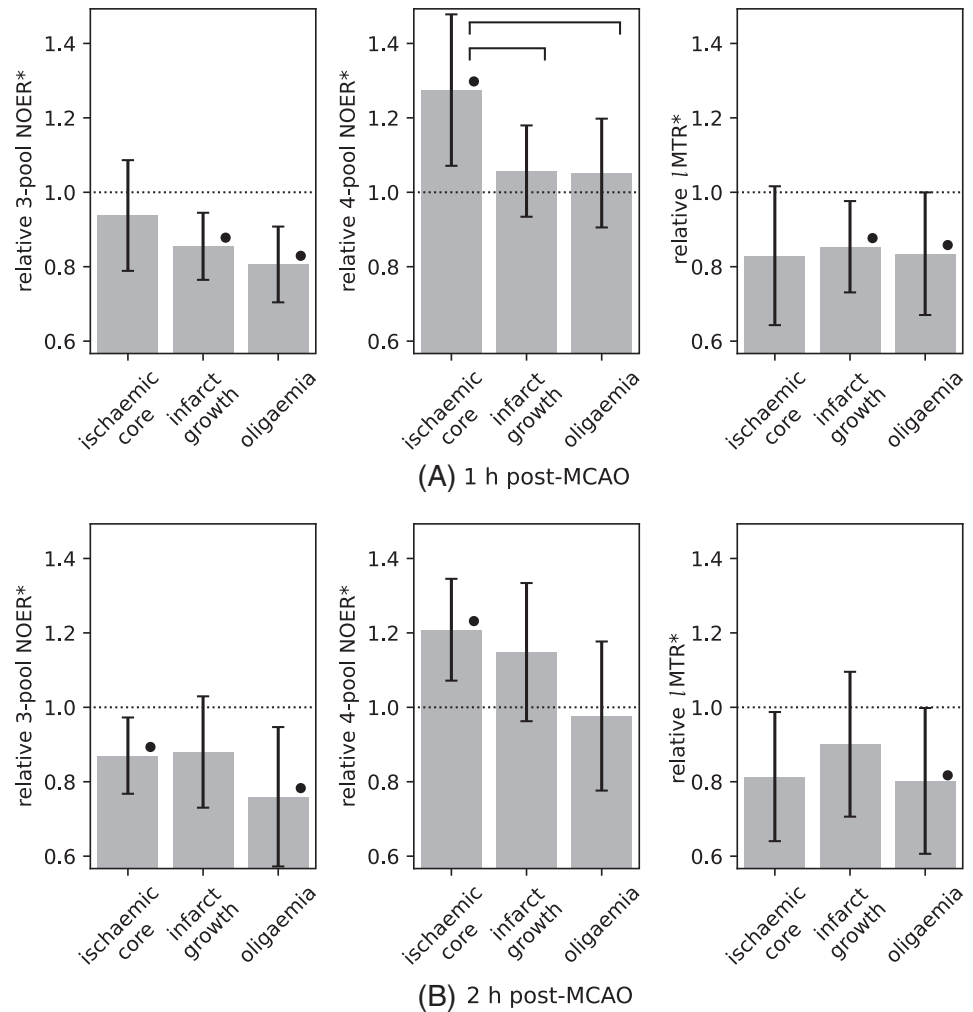 relative 3-pool NOER*
1.4
1.2
1.0
0.8
0.6
ischaemic
core
infarct
growth
oligaemia
relative 4-pool NOER*
1.4
1.2
1.0
0.8
0.6
ischaemic
core
infarct
growth
oligaemia
relative lMTR*
1.4
1.2
1.0
0.8
0.6
ischaemic
core
infarct
growth
oligaemia
(A) 1 h post-MCAO
relative 3-pool NOER*
1.4
1.2
1.0
0.8
0.6
ischaemic
core
infarct
growth
oligaemia
relative 4-pool NOER*
1.4
1.2
1.0
0.8
0.6
ischaemic
core
infarct
growth
oligaemia
relative lMTR*
1.4
1.2
1.0
0.8
0.6
ischaemic
core
infarct
growth
oligaemia
(B) 2 h post-MCAO